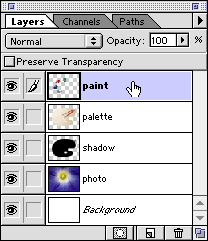 Layers Channels Paths
Normal Opacity: 100 %
Preserve Transparency
paint
palette
shadow
photo
Background